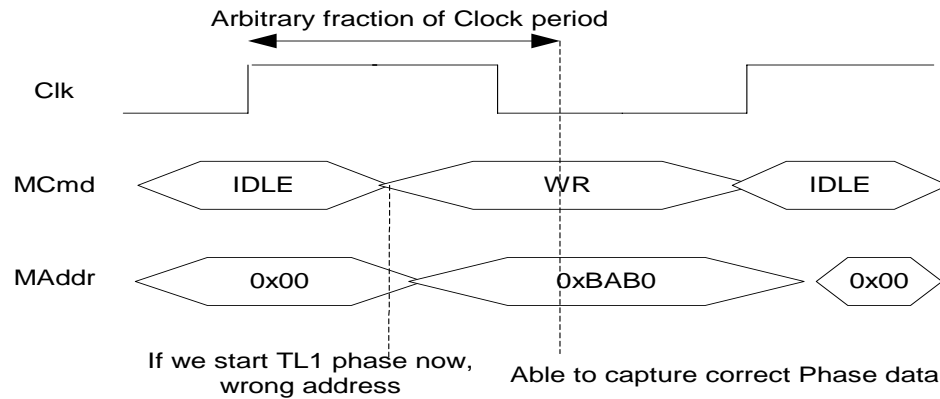 Arbitrary fraction of Clock period
Clk
MCmd
IDLE
WR
IDLE
MAddr
0x00
0xBAB0
0x00
If we start TL1 phase now,
wrong address
Able to capture correct Phase data